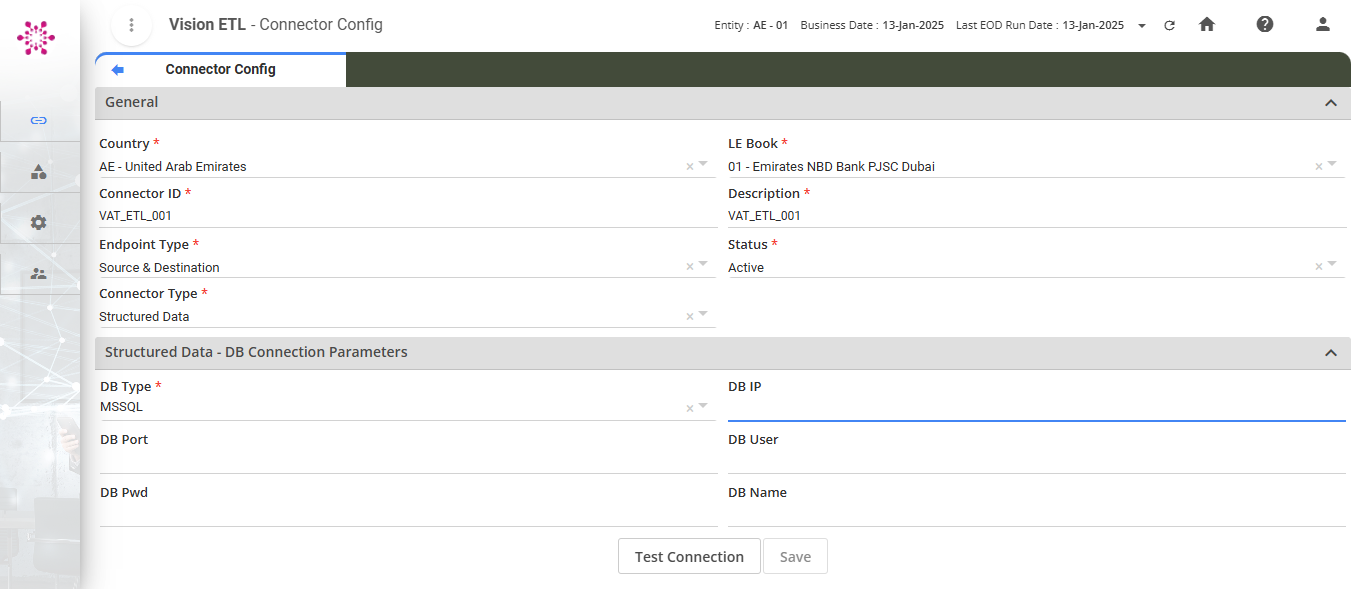 Vision ETL - Connector Config
Entity : AE - 01 Business Date : 13-Jan-2025 Last EOD Run Date : 13-Jan-2025
Connector Config
General
Country *
AE - United Arab Emirates
LE Book *
01 - Emirates NBD Bank PJSC Dubai
Connector ID *
VAT_ETL_001
Description *
VAT_ETL_001
Endpoint Type *
Source & Destination
Status *
Active
Connector Type *
Structured Data
Structured Data - DB Connection Parameters
DB Type *
MSSQL
DB IP
DB Port
DB User
DB Pwd
DB Name
Test Connection
Save